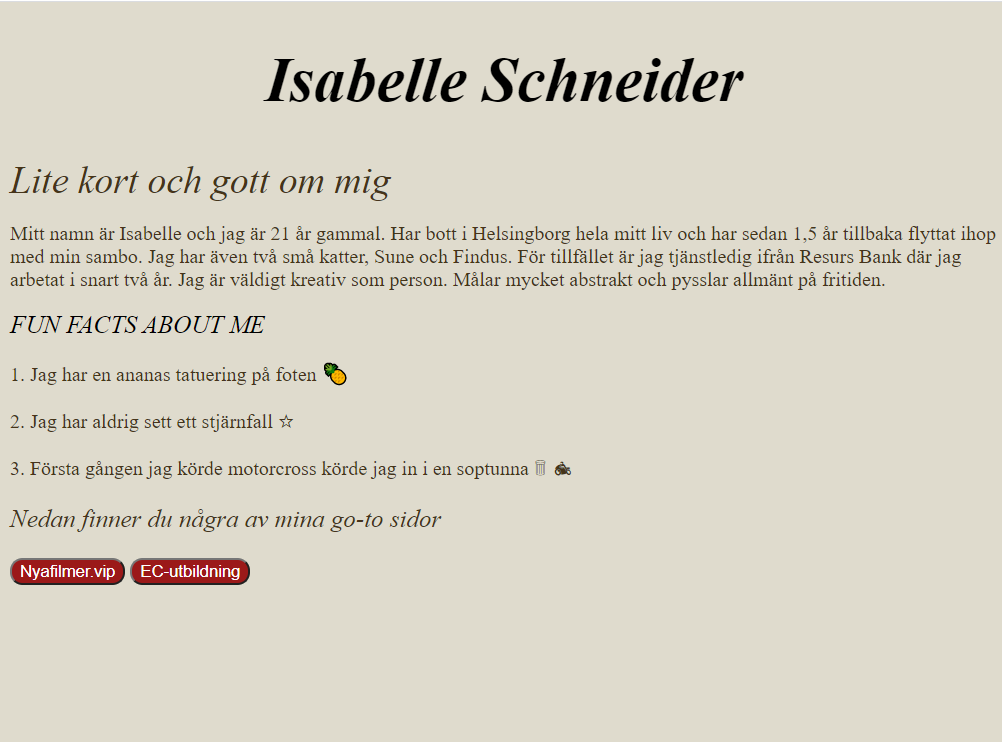 Isabelle Schneider
Lite kort och gott om mig
Mitt namn är Isabelle och jag är 21 år gammal. Har bott i Helsingborg hela mitt liv och har sedan 1,5 år tillbaka flyttat ihop
med min sambo. Jag har även två små katter, Sune och Findus. För tillfället är jag tjänstledig ifrån Resurs Bank där jag
arbetat i snart två år. Jag är väldigt kreativ som person. Målar mycket abstrakt och pysslar allmänt på fritiden.
FUN FACTS ABOUT ME
1. Jag har en ananas tatuering på foten 🍍
2. Jag har aldrig sett ett stjärnfall ☆
3. Första gången jag körde motorcross körde jag in i en soptunna 🗑 🏍
Nedan finner du några av mina go-to sidor
Nyafilmer.vip EC-utbildning